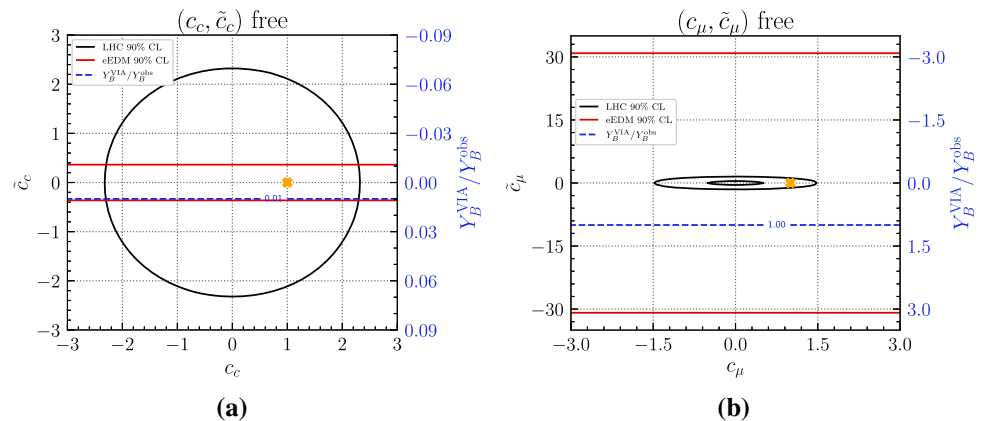 (c_c, c̃_c) free
LHC 90% CL
eEDM 90% CL
Y_B^VIA/Y_B^obs
3
2
1
0
−1
−2
−3
c̃_c
−3
−2
−1
0
1
2
3
c_c
−0.09
−0.06
−0.03
0.00
0.03
0.06
0.09
Y_B^VIA/Y_B^obs
0.01
(a)
(c_μ, c̃_μ) free
LHC 90% CL
eEDM 90% CL
Y_B^VIA/Y_B^obs
30
15
0
−15
−30
c̃_μ
−3.0
−1.5
0.0
1.5
3.0
c_μ
−3.0
−1.5
0.0
1.5
3.0
Y_B^VIA/Y_B^obs
1.00
(b)